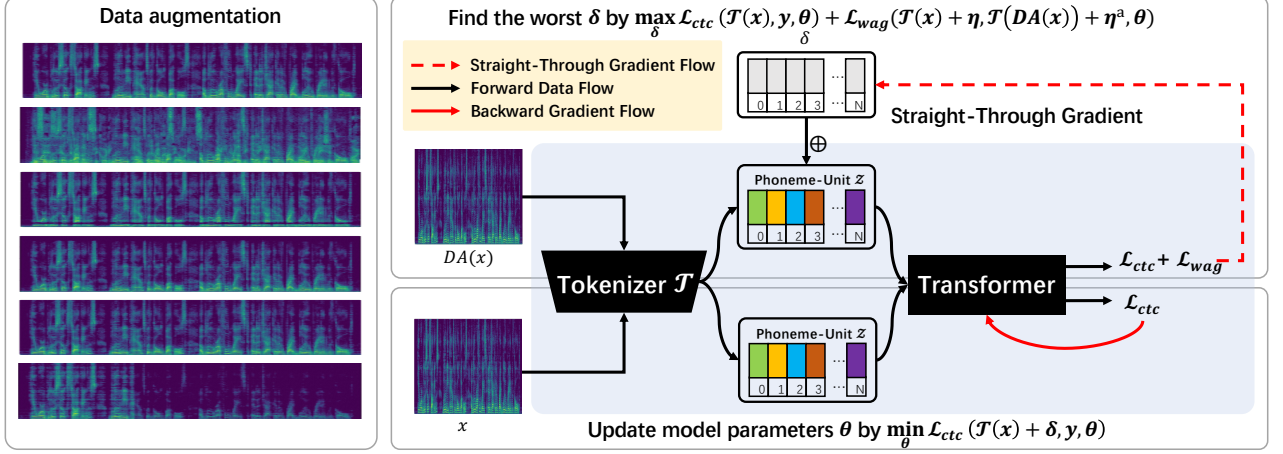 Data augmentation
Find the worst δ by max_δ ℒ_ctc (𝒯(x), y, θ) + ℒ_wag(𝒯(x) + η, 𝒯(DA(x)) + η^a, θ)
δ
Straight-Through Gradient Flow
Forward Data Flow
Backward Gradient Flow
0 1 2 3 ... N
Straight-Through Gradient
⊕
Phoneme-Unit 𝒵
0 1 2 3 ... N
DA(x)
Tokenizer 𝒯
Transformer
ℒ_ctc + ℒ_wag
ℒ_ctc
Phoneme-Unit 𝒵
0 1 2 3 ... N
x
Update model parameters θ by min_θ ℒ_ctc (𝒯(x) + δ, y, θ)